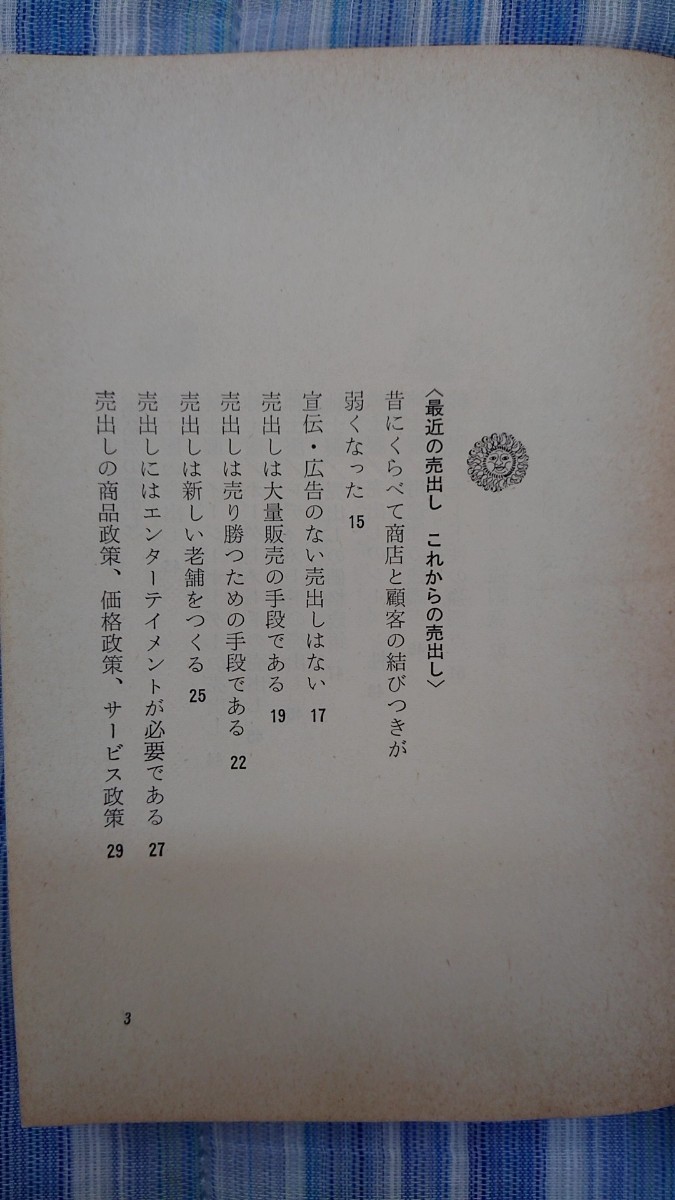 〈最近の売出し　これからの売出し〉
昔にくらべて商店と顧客の結びつきが
弱くなった 15
宣伝・広告のない売出しはない 17
売出しは大量販売の手段である 19
売出しは売り勝つための手段である 22
売出しは新しい老舗をつくる 25
売出しにはエンターテイメントが必要である 27
売出しの商品政策、価格政策、サービス政策 29
3